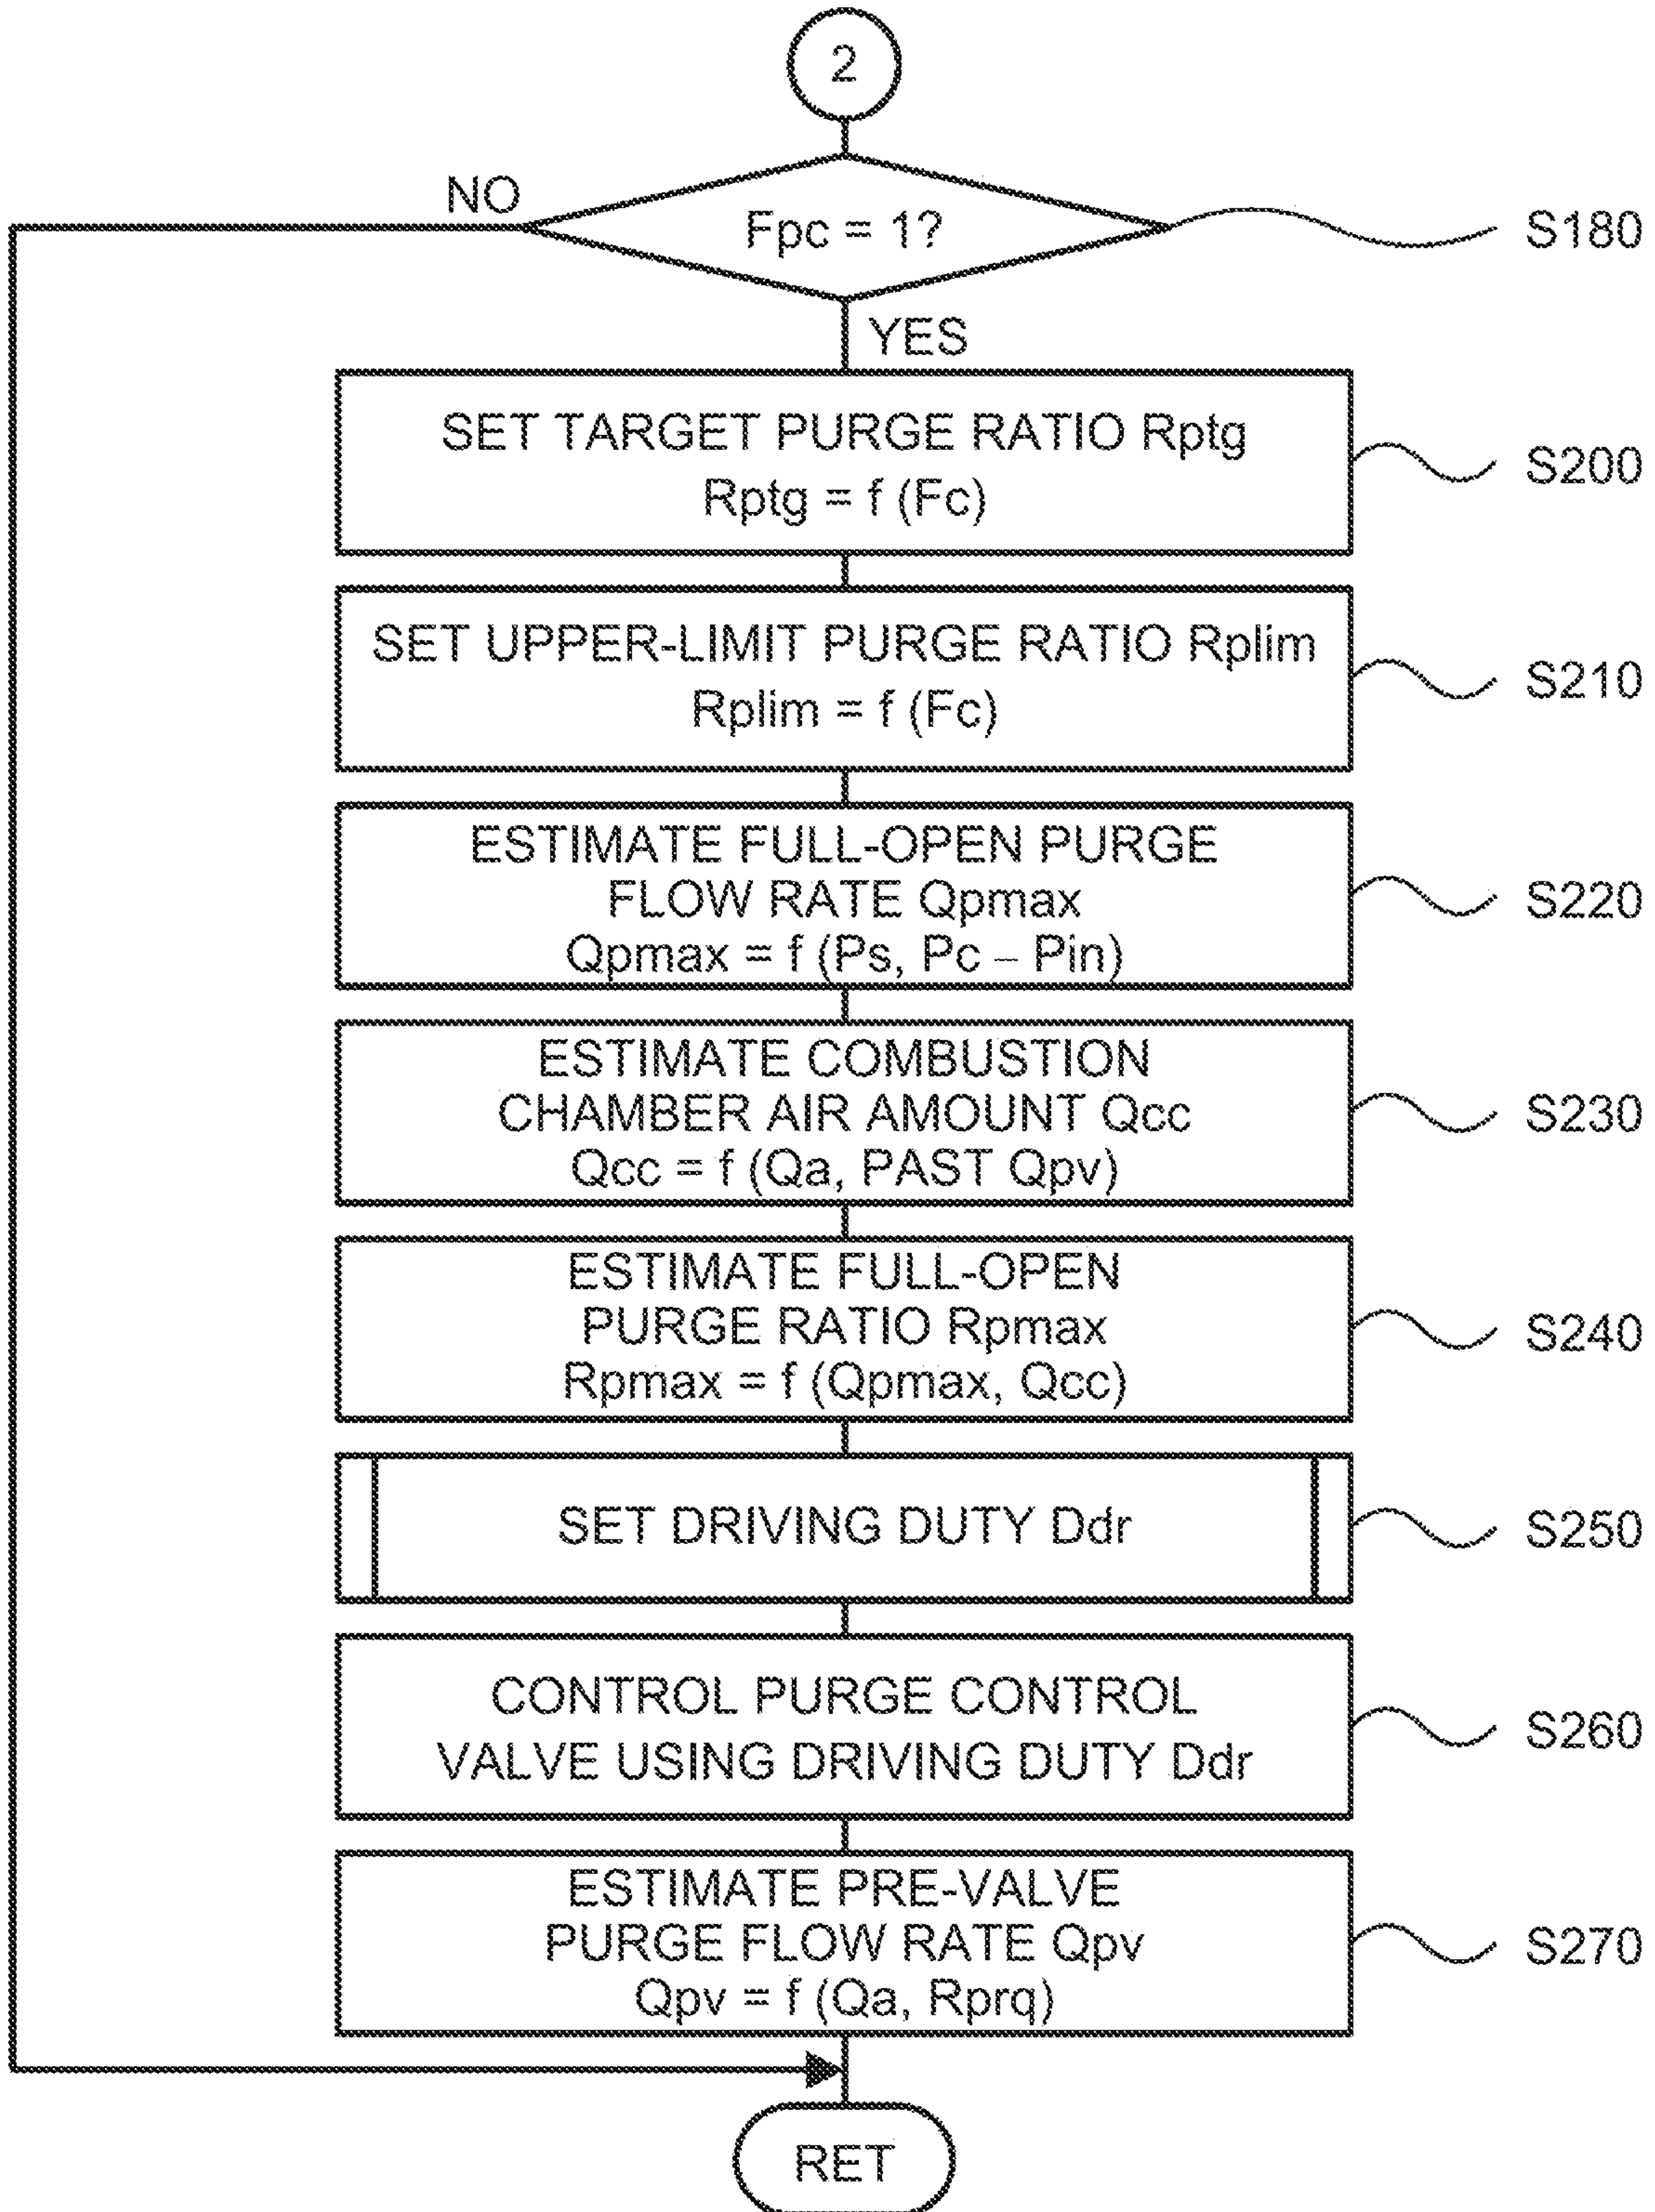 2
NO
Fpc = 1?
S180
YES
SET TARGET PURGE RATIO Rptg
Rptg = f (Fc)
S200
SET UPPER-LIMIT PURGE RATIO Rplim
Rplim = f (Fc)
S210
ESTIMATE FULL-OPEN PURGE
FLOW RATE Qpmax
Qpmax = f (Ps, Pc – Pin)
S220
ESTIMATE COMBUSTION
CHAMBER AIR AMOUNT Qcc
Qcc = f (Qa, PAST Qpv)
S230
ESTIMATE FULL-OPEN
PURGE RATIO Rpmax
Rpmax = f (Qpmax, Qcc)
S240
SET DRIVING DUTY Ddr
S250
CONTROL PURGE CONTROL
VALVE USING DRIVING DUTY Ddr
S260
ESTIMATE PRE-VALVE
PURGE FLOW RATE Qpv
Qpv = f (Qa, Rprq)
S270
RET